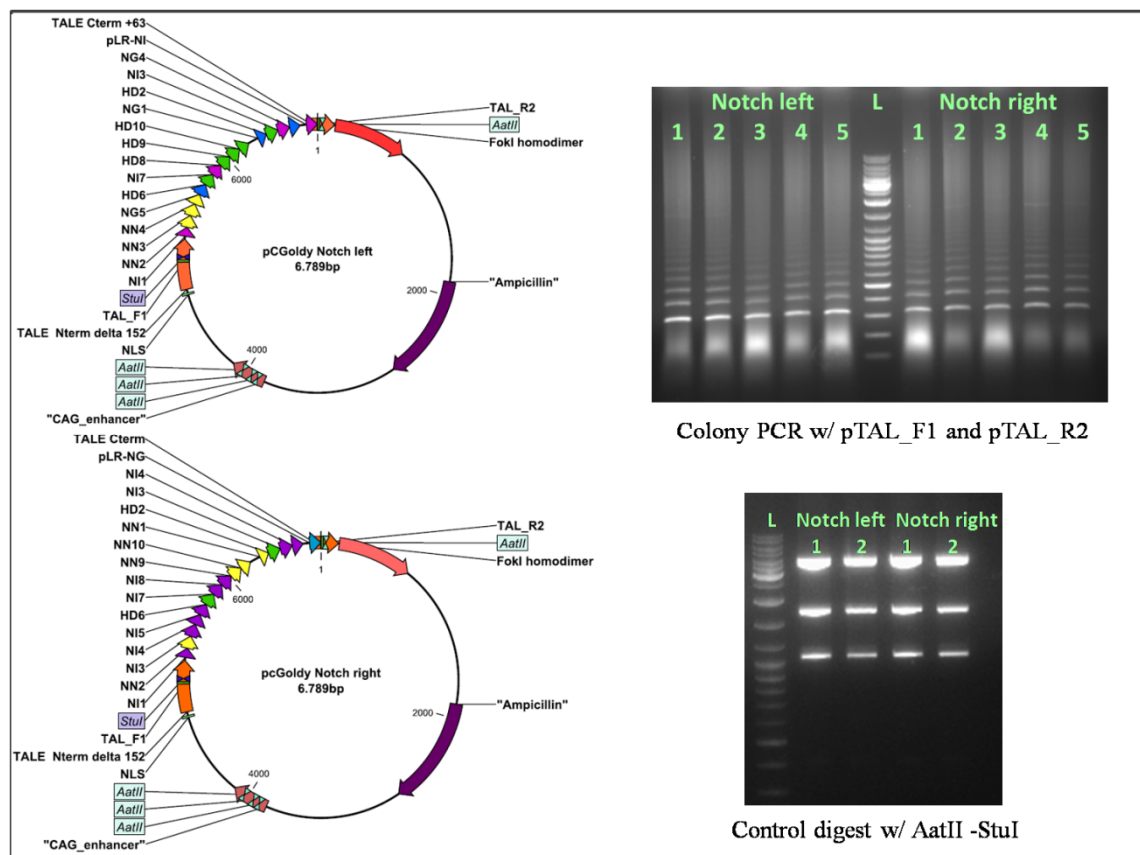 TALE Cterm +63
pLR-NI
NG4
NI3
HD2
NG1
HD10
HD9
HD8
NI7
HD6
NG5
NN4
NN3
NN2
NI1
StuI
TAL_F1
TALE Nterm delta 152
NLS
AatII
AatII
AatII
"CAG_enhancer"
TAL_R2
AatII
FokI homodimer
"Ampicillin"
1
2000
4000
6000
pCGoldy Notch left
6.789bp
TALE Cterm
pLR-NG
NI4
NI3
HD2
NN1
NN10
NN9
NI8
NI7
HD6
NI5
NI4
NI3
NN2
NI1
StuI
TAL_F1
TALE Nterm delta 152
NLS
AatII
AatII
AatII
"CAG_enhancer"
TAL_R2
AatII
FokI homodimer
"Ampicillin"
1
2000
4000
6000
pcGoldy Notch right
6.789bp
Notch left L Notch right
1 2 3 4 5 1 2 3 4 5
Colony PCR w/ pTAL_F1 and pTAL_R2
L Notch left Notch right
1 2 1 2
Control digest w/ AatII -StuI